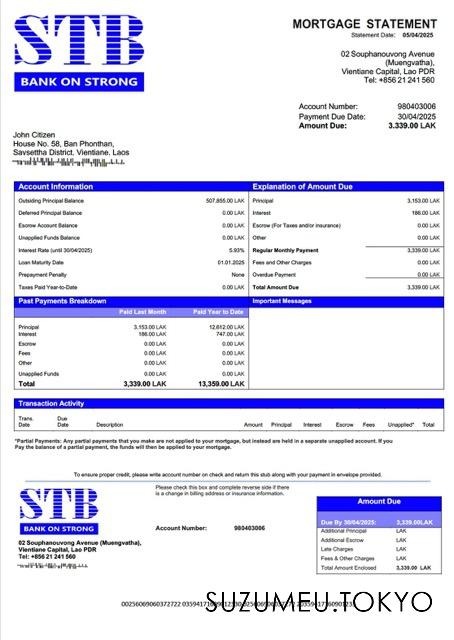 STB
BANK ON STRONG
MORTGAGE STATEMENT
Statement Date: 05/04/2025
02 Souphanouvong Avenue
(Muengvatha),
Vientiane Capital, Lao PDR
Tel: +856 21 241 560
Account Number: 980403006
Payment Due Date: 30/04/2025
Amount Due: 3.339.00 LAK
John Citizen
House No. 58, Ban Phonthan,
Savsettha District. Vientiane. Laos
Account Information
Outsiding Principal Balance 507.855.00 LAK
Deferred Principal Balance 0.00 LAK
Escrow Account Balance 0.00 LAK
Unapplied Funds Balance 0.00 LAK
Interest Rate (until 30/04/2025) 5.93%
Loan Maturity Date 01.01.2025
Prepayment Penalty None
Taxes Paid Year-to-Date 0.00 LAK
Explanation of Amount Due
Principal 3.153.00 LAK
Interest 186.00 LAK
Escrow (For Taxes and/or insurance) 0.00 LAK
Other 0.00 LAK
Regular Monthly Payment 3,339.00 LAK
Fees and Other Charges 0.00 LAK
Overdue Payment 0.00 LAK
Total Amount Due 3,339.00 LAK
Past Payments Breakdown
Paid Last Month Paid Year to Date
Principal 3,153.00 LAK 12,612.00 LAK
Interest 186.00 LAK 747.00 LAK
Escrow 0.00 LAK 0.00 LAK
Fees 0.00 LAK 0.00 LAK
Other 0.00 LAK 0.00 LAK
Unapplied Funds 0.00 LAK 0.00 LAK
Total 3,339.00 LAK 13,359.00 LAK
Important Messages
Transaction Activity
Trans. Date Due Date Description Amount Principal Interest Escrow Fees Unapplied* Total
*Partial Payments: Any partial payments that you make are not applied to your mortgage, but instead are held in a separate unapplied account. If you
Pay the balance of a partial payment, the funds will then be applied to your mortgage.
To ensure proper credit, please write account number on check and return this stub along with your payment in envelope provided.
STB
BANK ON STRONG
02 Souphanouvong Avenue (Muengvatha),
Vientiane Capital, Lao PDR
Tel: +856 21 241 560
Please check this box and complete reverse side if there
is a change in billing address or insurance information.
Account Number: 980403006
Amount Due
Due By 30/04/2025: 3,339.00LAK
Additional Principal LAK
Additional Escrow LAK
Late Charges LAK
Fees & Other Charges LAK
Total Amount Enclosed 3,339.00 LAK
SUZUMEU.TOKYO